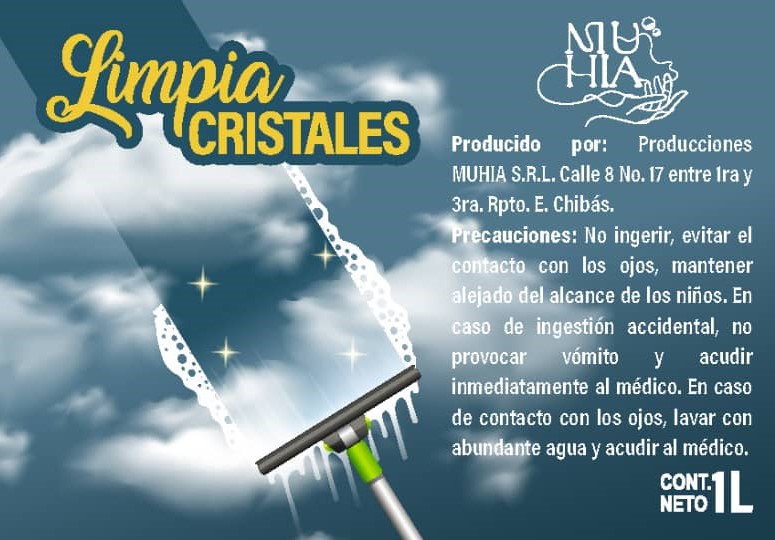 Limpia
CRISTALES
MUHIA
Producido por: Producciones
MUHIA S.R.L. Calle 8 No. 17 entre 1ra y
3ra. Rpto. E. Chibás.
Precauciones: No ingerir, evitar el
contacto con los ojos, mantener
alejado del alcance de los niños. En
caso de ingestión accidental, no
provocar vómito y acudir
inmediatamente al médico. En caso
de contacto con los ojos, lavar con
abundante agua y acudir al médico.
CONT.
NETO 1L